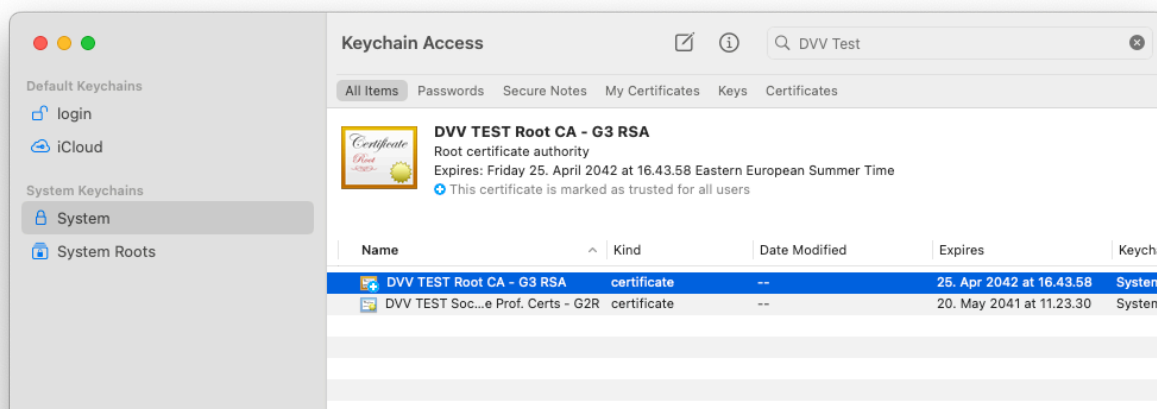 Keychain Access
DVV Test
Default Keychains
login
iCloud
System Keychains
System
System Roots
All Items Passwords Secure Notes My Certificates Keys Certificates
Certificate
Root
DVV TEST Root CA - G3 RSA
Root certificate authority
Expires: Friday 25. April 2042 at 16.43.58 Eastern European Summer Time
This certificate is marked as trusted for all users
Name Kind Date Modified Expires Keych
DVV TEST Root CA - G3 RSA certificate -- 25. Apr 2042 at 16.43.58 System
DVV TEST Soc...e Prof. Certs - G2R certificate -- 20. May 2041 at 11.23.30 System